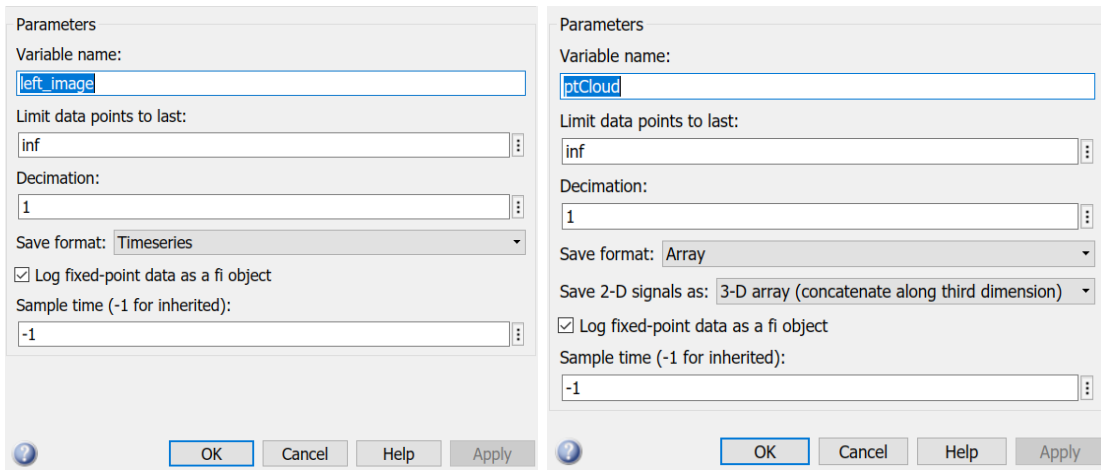 Parameters
Variable name:
left_image
Limit data points to last:
inf
Decimation:
1
Save format: Timeseries
Log fixed-point data as a fi object
Sample time (-1 for inherited):
-1
OK Cancel Help Apply
Parameters
Variable name:
ptCloud
Limit data points to last:
inf
Decimation:
1
Save format: Array
Save 2-D signals as: 3-D array (concatenate along third dimension)
Log fixed-point data as a fi object
Sample time (-1 for inherited):
-1
OK Cancel Help Apply